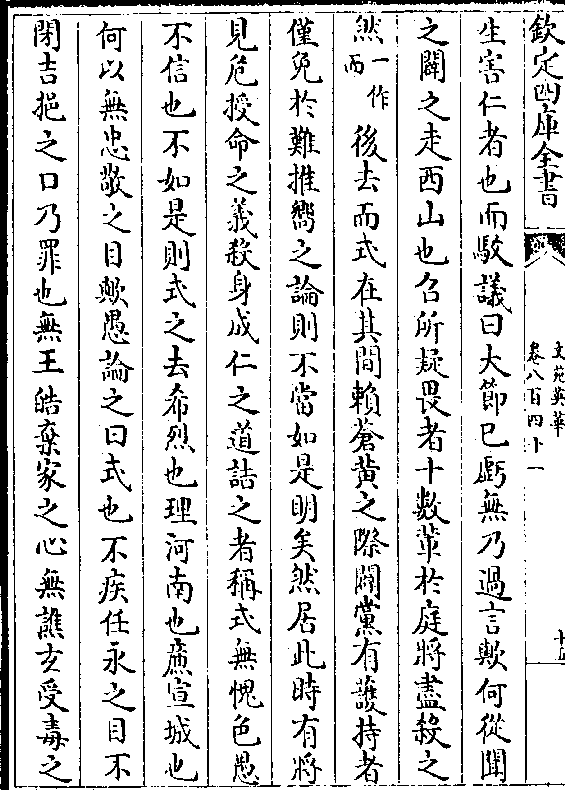 欽定四庫全書
文苑英華
卷八百四十一
生害仁者也而駮議曰大節已虧無乃過言歟何從闉
之闢之走西山也召所疑畏者十數輩於庭將盡殺之
然一作而後去而式在其間賴蒼黄之際闢黨有護持者
僅免於難推嚮之論則不當如是明矣然居此時有將
見危授命之義殺身成仁之道詰之者稱式無愧色愚
不信也不如是則式之去希烈也理河南也廉宣城也
何以無忠敬之目歟愚論之曰式也不疾任永之目不
閉吉挹之口乃罪也無王皓棄家之心無譙玄受毒之